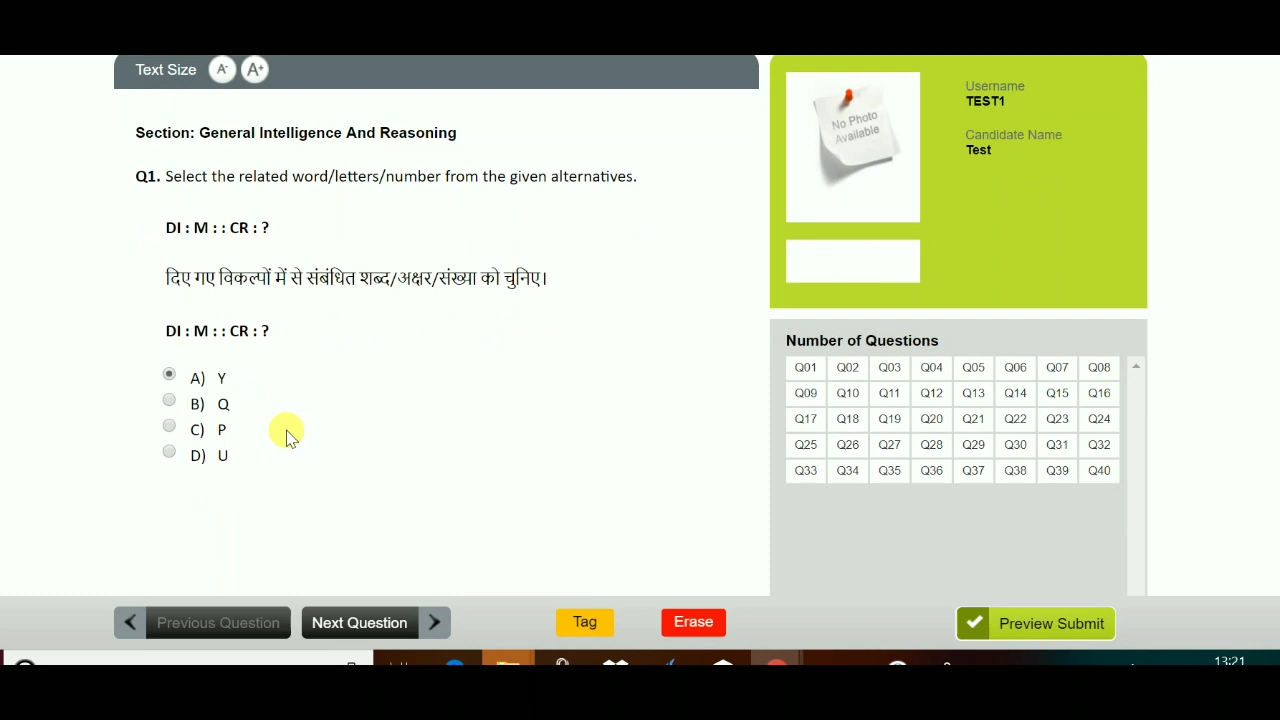 Text Size A- A+
Section: General Intelligence And Reasoning
Q1. Select the related word/letters/number from the given alternatives.
DI : M : : CR : ?
दिए गए विकल्पों में से संबंधित शब्द/अक्षर/संख्या को चुनिए।
DI : M : : CR : ?
A) Y
B) Q
C) P
D) U
No Photo
Available
Username
TEST1
Candidate Name
Test
Number of Questions
Q01 Q02 Q03 Q04 Q05 Q06 Q07 Q08
Q09 Q10 Q11 Q12 Q13 Q14 Q15 Q16
Q17 Q18 Q19 Q20 Q21 Q22 Q23 Q24
Q25 Q26 Q27 Q28 Q29 Q30 Q31 Q32
Q33 Q34 Q35 Q36 Q37 Q38 Q39 Q40
Previous Question Next Question Tag Erase Preview Submit
13:21